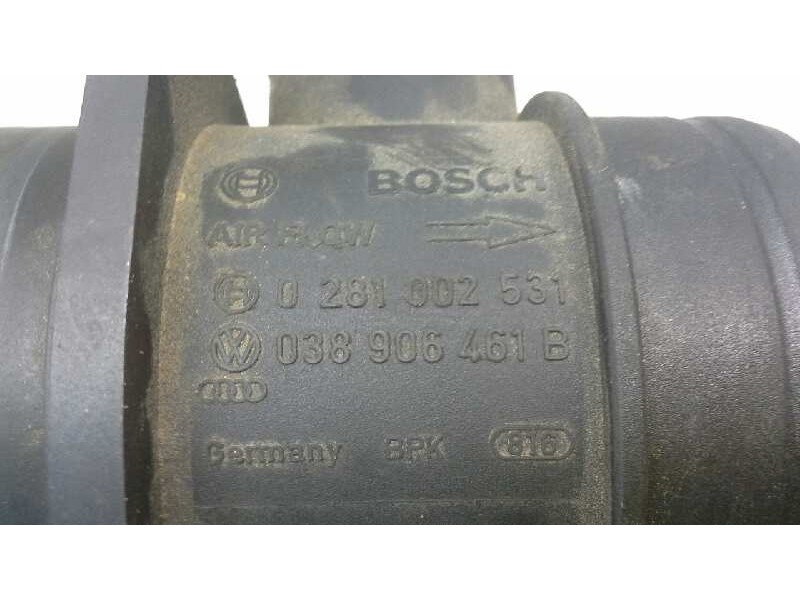 BOSCH
AIR FLOW
0 281 002 531
038 906 461 B
Germany BPK 816